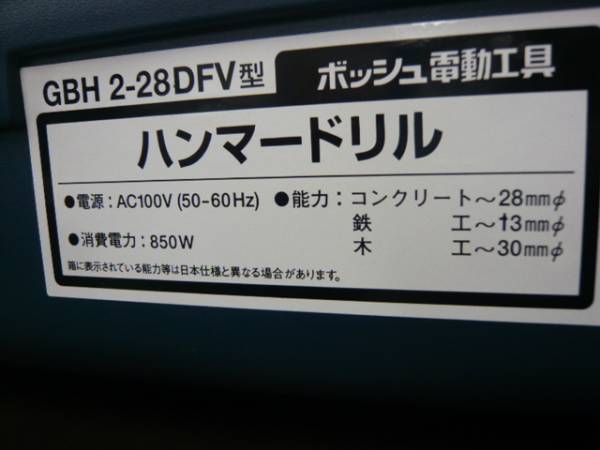 GBH 2-28DFV型 ボッシュ電動工具
ハンマードリル
●電源：AC100V (50-60Hz) ●能力：コンクリート～28mmφ
鉄 工～13mmφ
●消費電力：850W 木 工～30mmφ
箱に表示されている能力等は日本仕様と異なる場合があります。